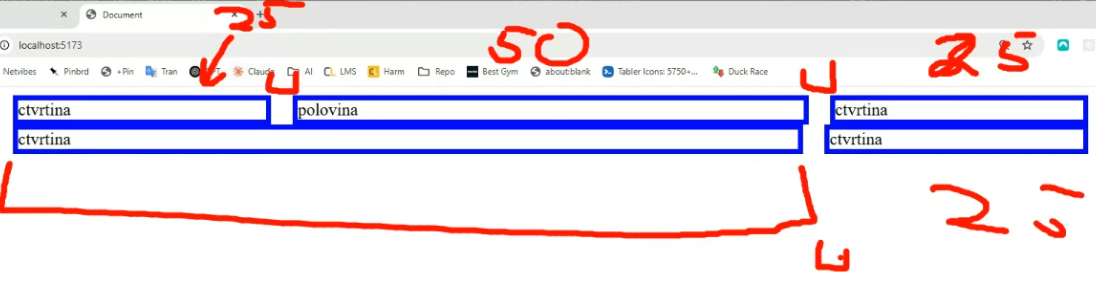 Document
25
localhost:5173
50
25
Netvibes Pinbrd +Pin Tran Claude AI LMS Harm Repo Best Gym about:blank Tabler Icons: 5750+... Duck Race
ctvrtina polovina ctvrtina
ctvrtina ctvrtina
25